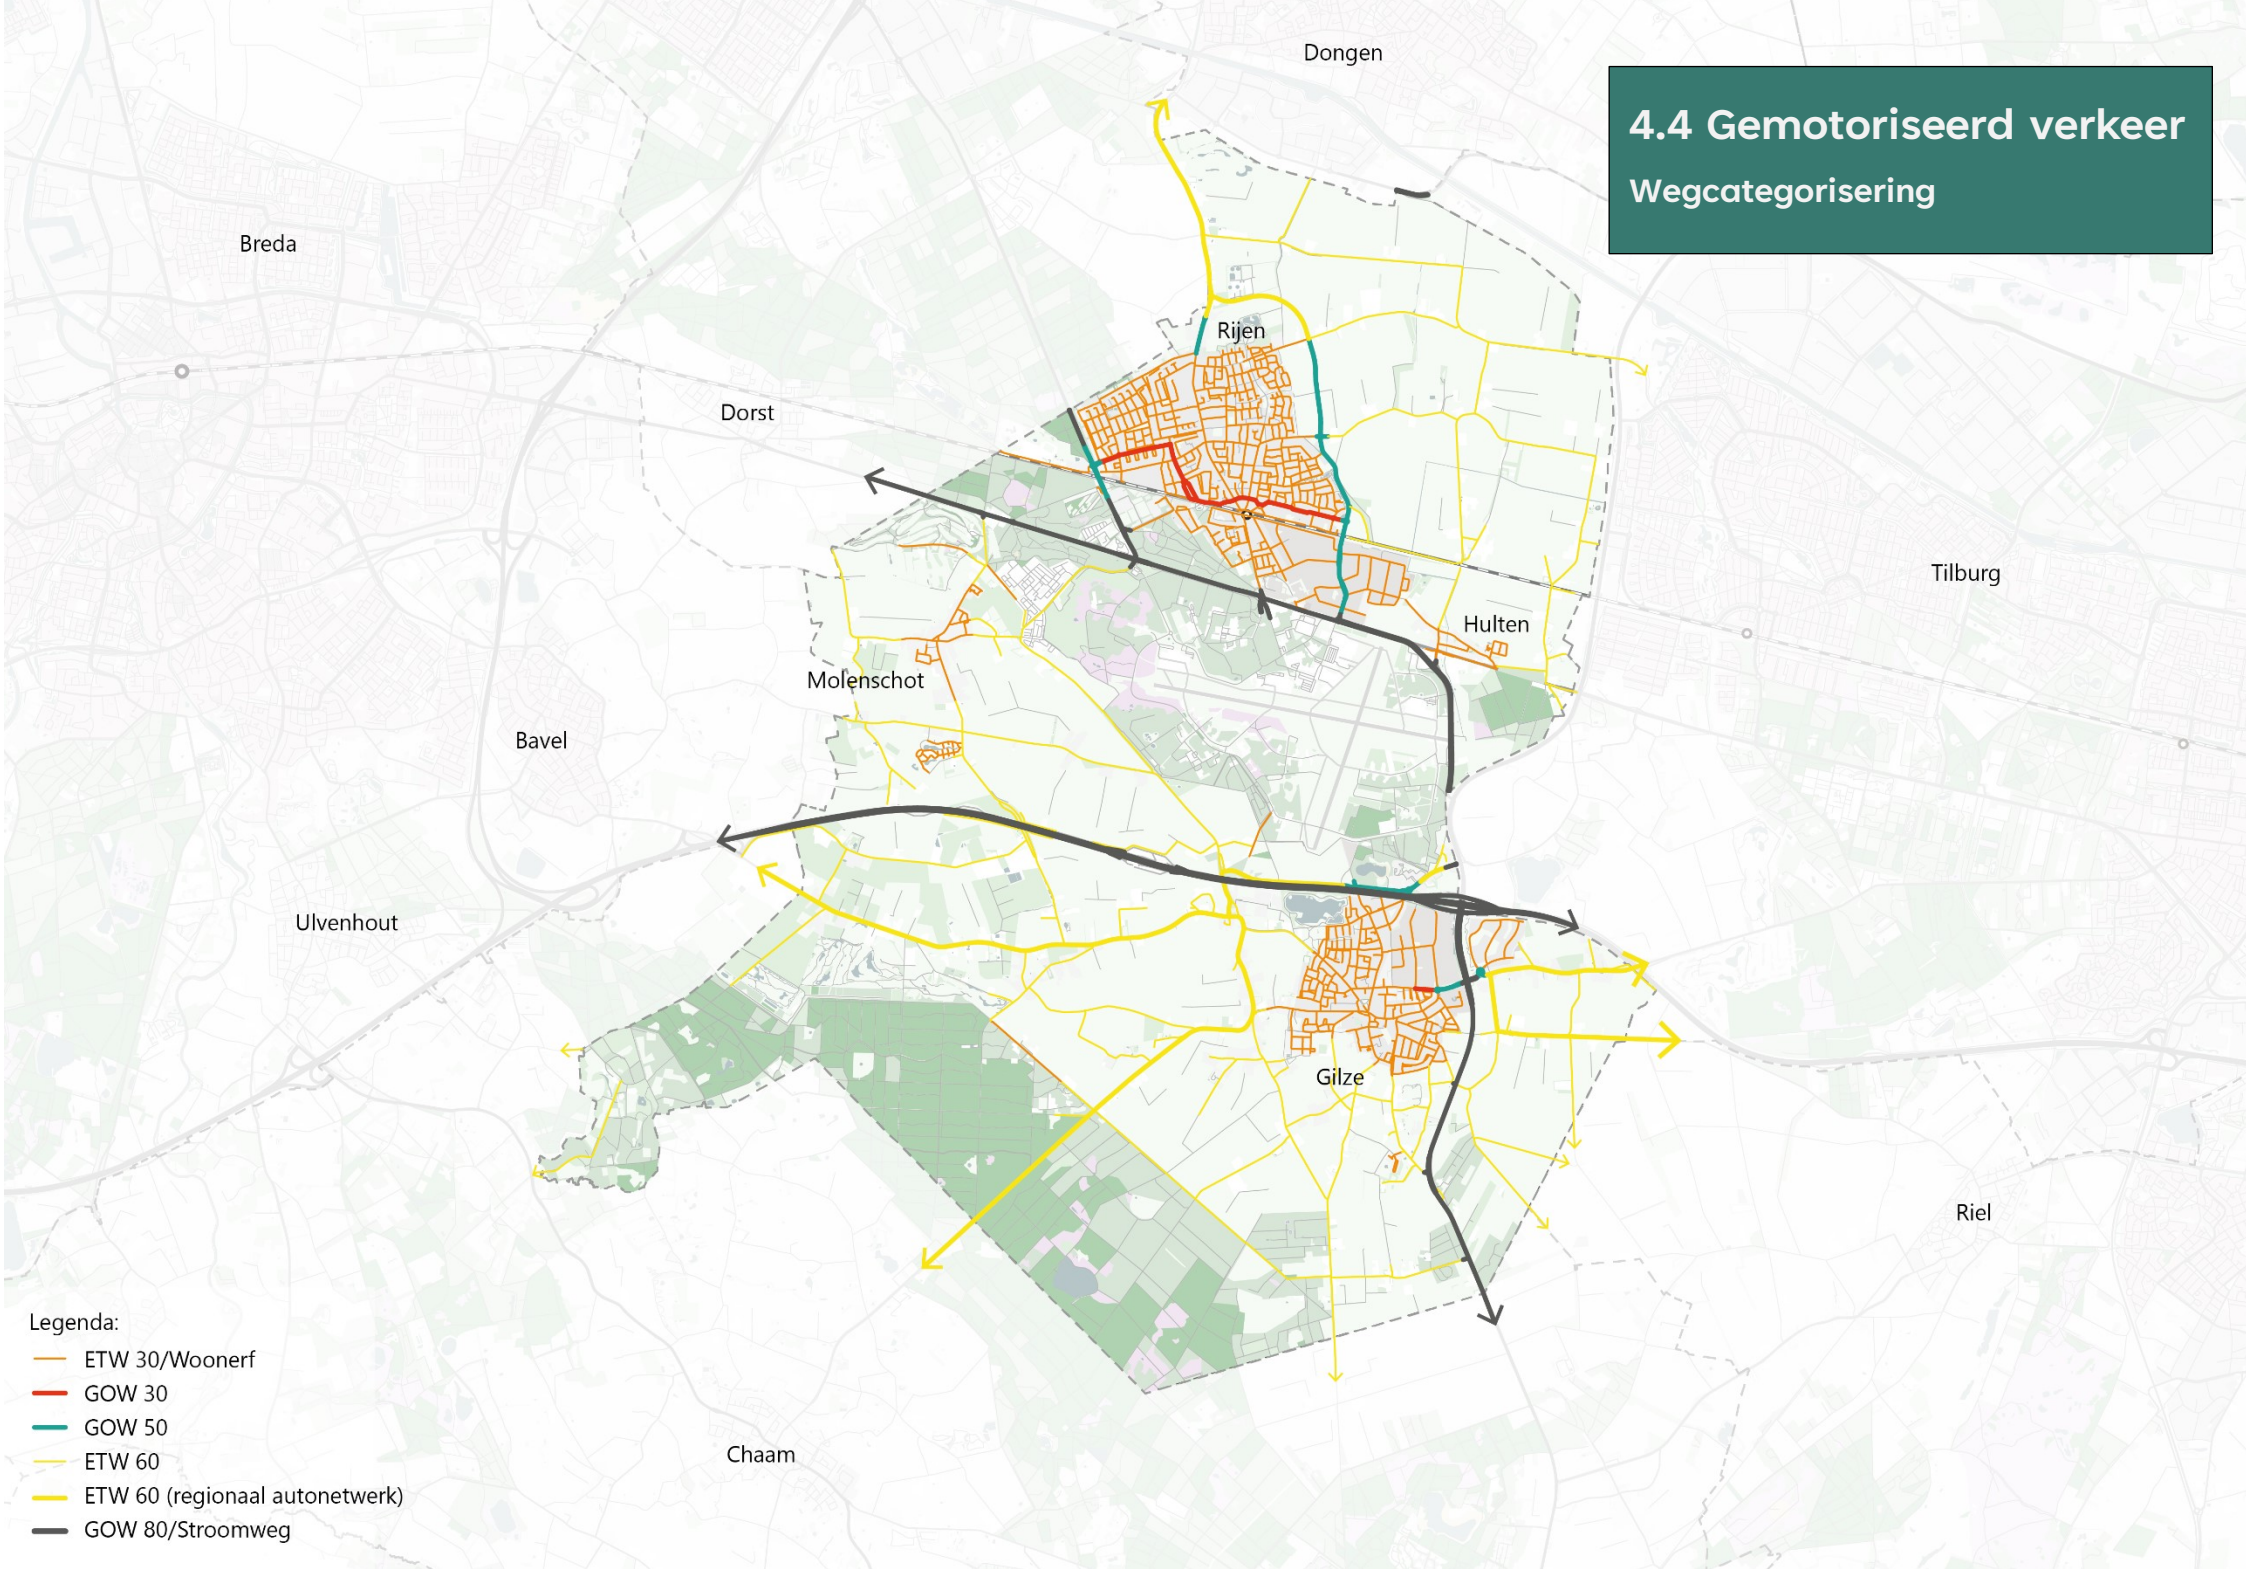 Dongen
4.4 Gemotoriseerd verkeer
Wegcategorisering
Breda
Rijen
Dorst
Tilburg
Hulten
Molenschot
Bavel
Ulvenhout
Gilze
Riel
Chaam
Legenda:
ETW 30/Woonerf
GOW 30
GOW 50
ETW 60
ETW 60 (regionaal autonetwerk)
GOW 80/Stroomweg